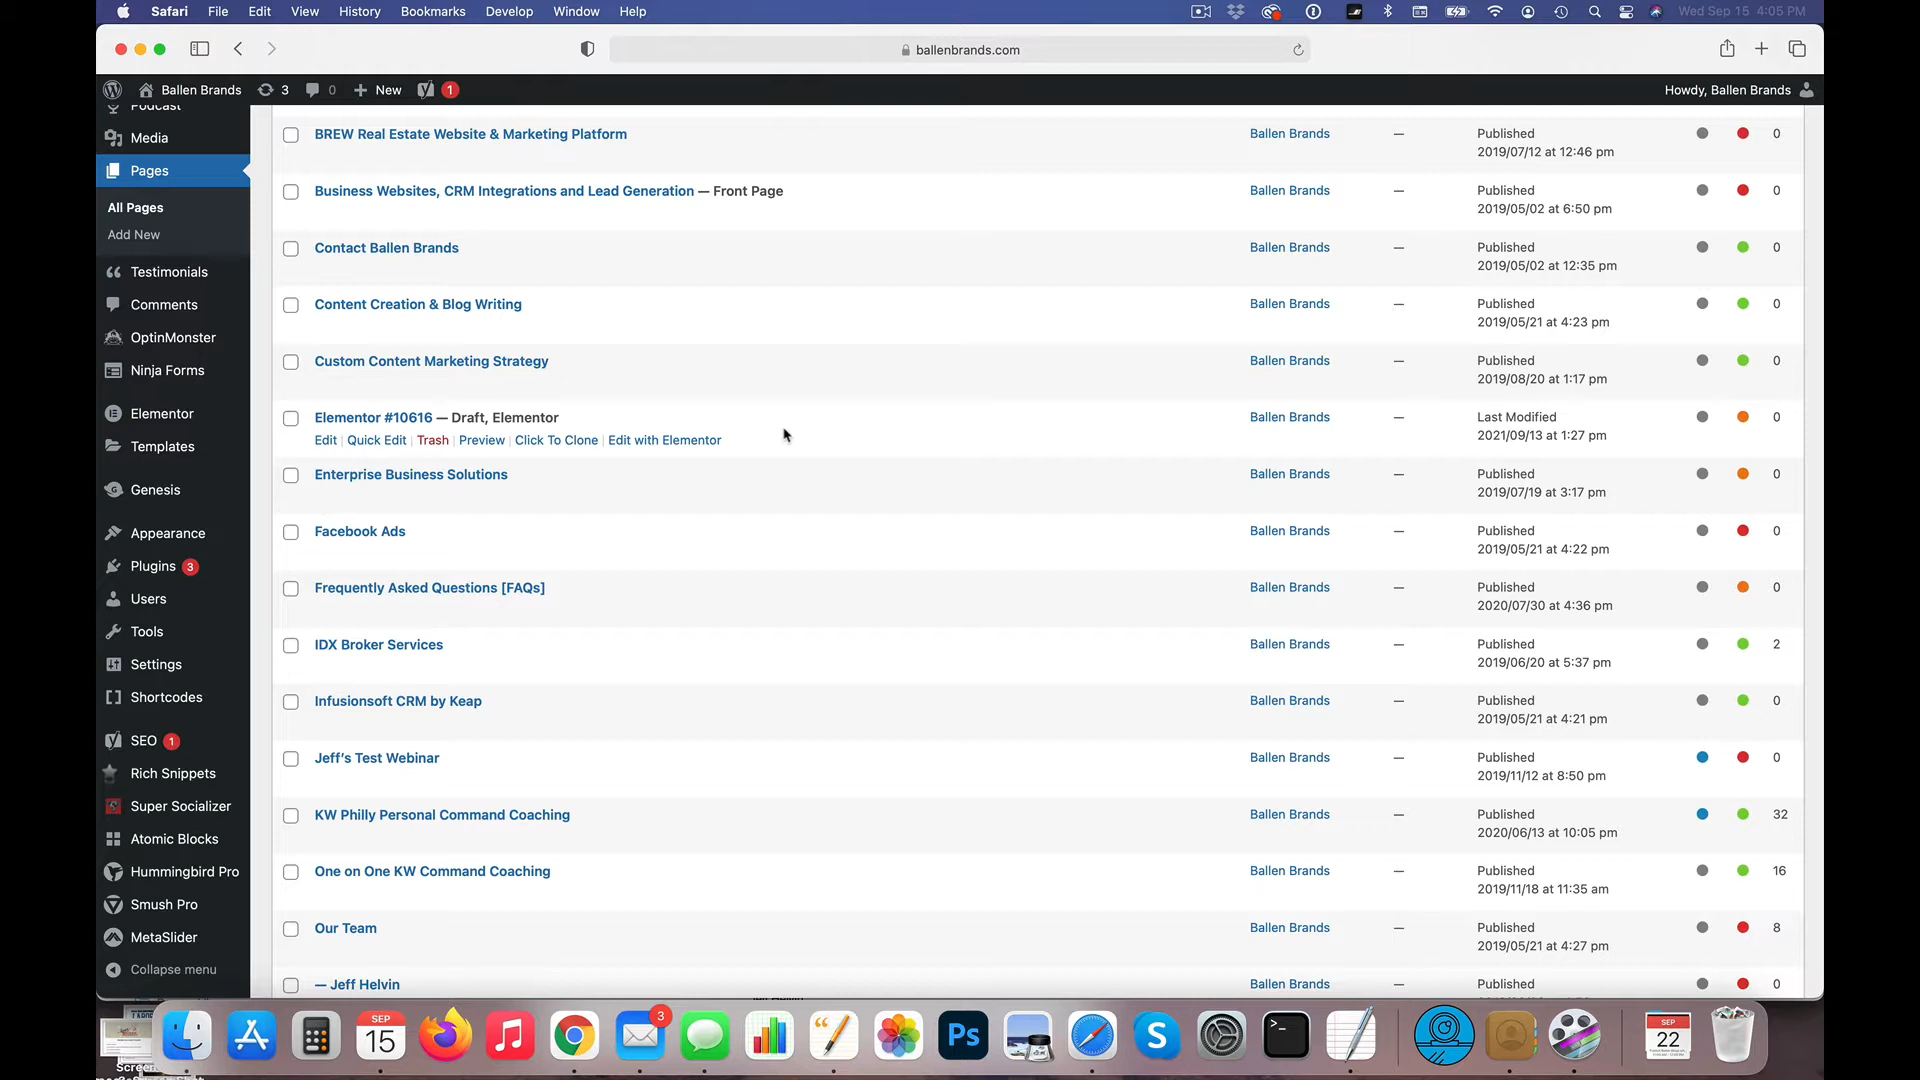 Safari File Edit View History Bookmarks Develop Window Help Wed Sep 15 4:05 PM
ballenbrands.com
Ballen Brands 3 0 New 1 Howdy, Ballen Brands
Podcast
Media
Pages
All Pages
Add New
Testimonials
Comments
OptinMonster
Ninja Forms
Elementor
Templates
Genesis
Appearance
Plugins 3
Users
Tools
Settings
Shortcodes
SEO 1
Rich Snippets
Super Socializer
Atomic Blocks
Hummingbird Pro
Smush Pro
MetaSlider
Collapse menu
BREW Real Estate Website & Marketing Platform Ballen Brands — Published 0
2019/07/12 at 12:46 pm
Business Websites, CRM Integrations and Lead Generation — Front Page Ballen Brands — Published 0
2019/05/02 at 6:50 pm
Contact Ballen Brands Ballen Brands — Published 0
2019/05/02 at 12:35 pm
Content Creation & Blog Writing Ballen Brands — Published 0
2019/05/21 at 4:23 pm
Custom Content Marketing Strategy Ballen Brands — Published 0
2019/08/20 at 1:17 pm
Elementor #10616 — Draft, Elementor Ballen Brands — Last Modified 0
2021/09/13 at 1:27 pm
Edit | Quick Edit | Trash | Preview | Click To Clone | Edit with Elementor
Enterprise Business Solutions Ballen Brands — Published 0
2019/07/19 at 3:17 pm
Facebook Ads Ballen Brands — Published 0
2019/05/21 at 4:22 pm
Frequently Asked Questions [FAQs] Ballen Brands — Published 0
2020/07/30 at 4:36 pm
IDX Broker Services Ballen Brands — Published 2
2019/06/20 at 5:37 pm
Infusionsoft CRM by Keap Ballen Brands — Published 0
2019/05/21 at 4:21 pm
Jeff's Test Webinar Ballen Brands — Published 0
2019/11/12 at 8:50 pm
KW Philly Personal Command Coaching Ballen Brands — Published 32
2020/06/13 at 10:05 pm
One on One KW Command Coaching Ballen Brands — Published 16
2019/11/18 at 11:35 am
Our Team Ballen Brands — Published 8
2019/05/21 at 4:27 pm
— Jeff Helvin Ballen Brands — Published 0
SEP
15
3
Ps
S
SEP
22